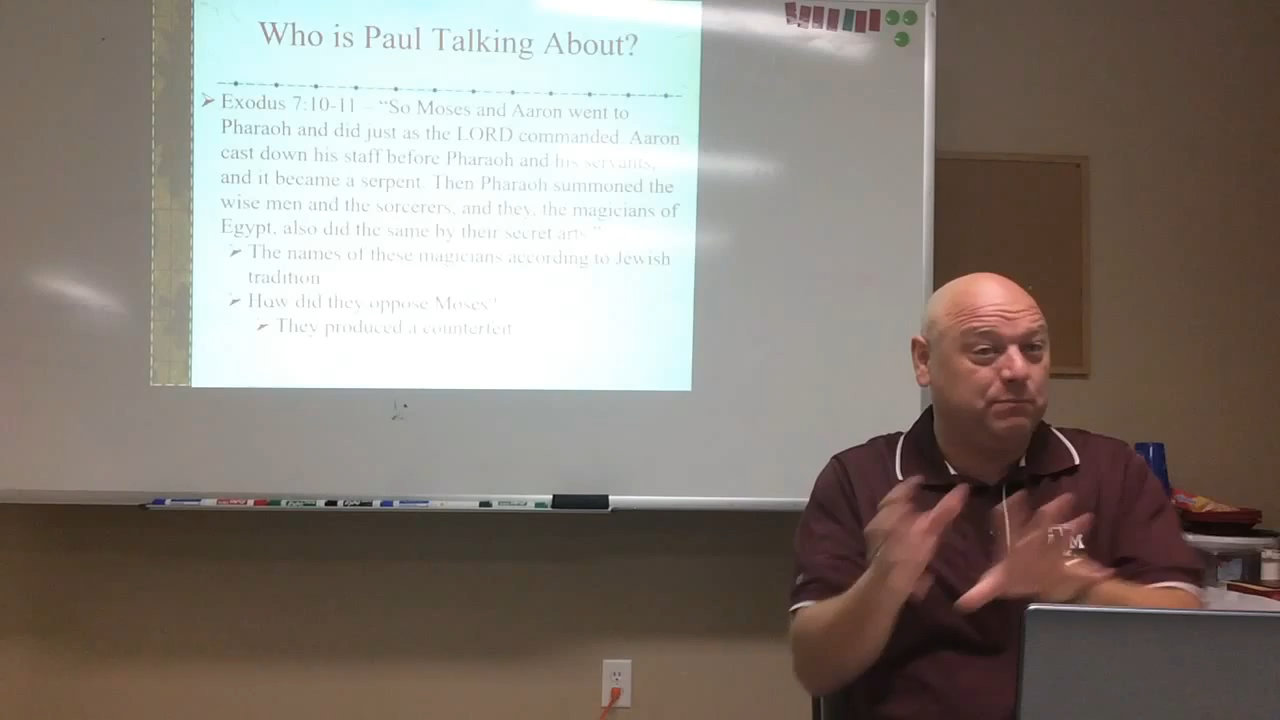 Who is Paul Talking About?
Exodus 7:10-11 – “So Moses and Aaron went to
Pharaoh and did just as the LORD commanded. Aaron
cast down his staff before Pharaoh and his servants,
and it became a serpent. Then Pharaoh summoned the
wise men and the sorcerers, and they, the magicians of
Egypt, also did the same by their secret arts.”
The names of these magicians according to Jewish
tradition
How did they oppose Moses?
They produced a counterfeit